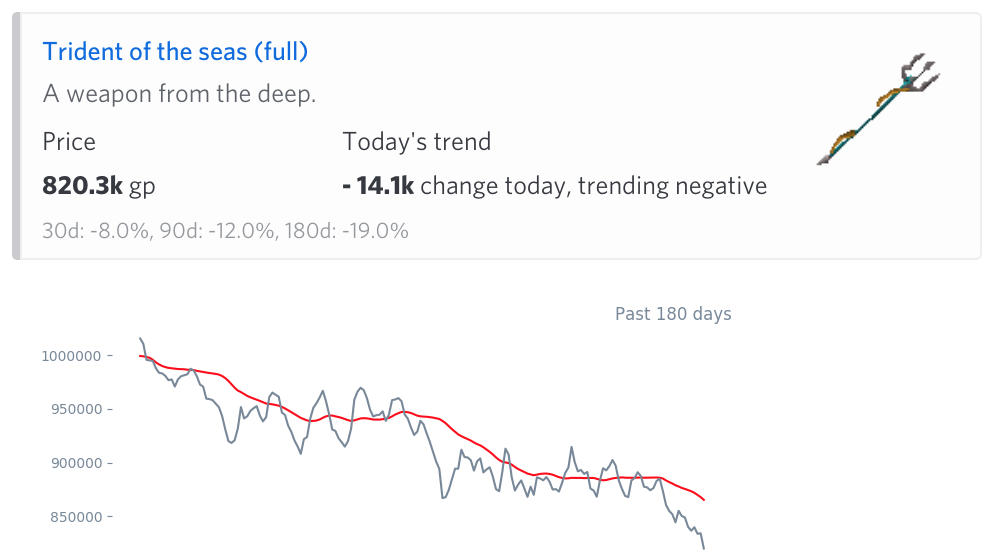 Trident of the seas (full)
A weapon from the deep.
Price
Today's trend
820.3k gp
- 14.1k change today, trending negative
30d: -8.0%, 90d: -12.0%, 180d: -19.0%
Past 180 days
1000000
950000
900000
850000